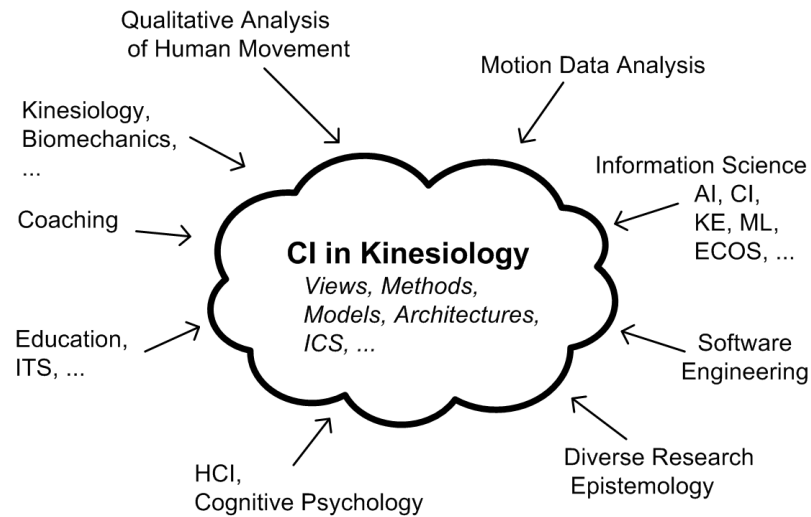 Qualitative Analysis
of Human Movement
Motion Data Analysis
Kinesiology,
Biomechanics,
...
Information Science
AI, CI,
KE, ML,
ECOS, ...
Coaching
CI in Kinesiology
Views, Methods,
Models, Architectures,
ICS, ...
Education,
ITS, ...
Software
Engineering
HCI,
Cognitive Psychology
Diverse Research
Epistemology